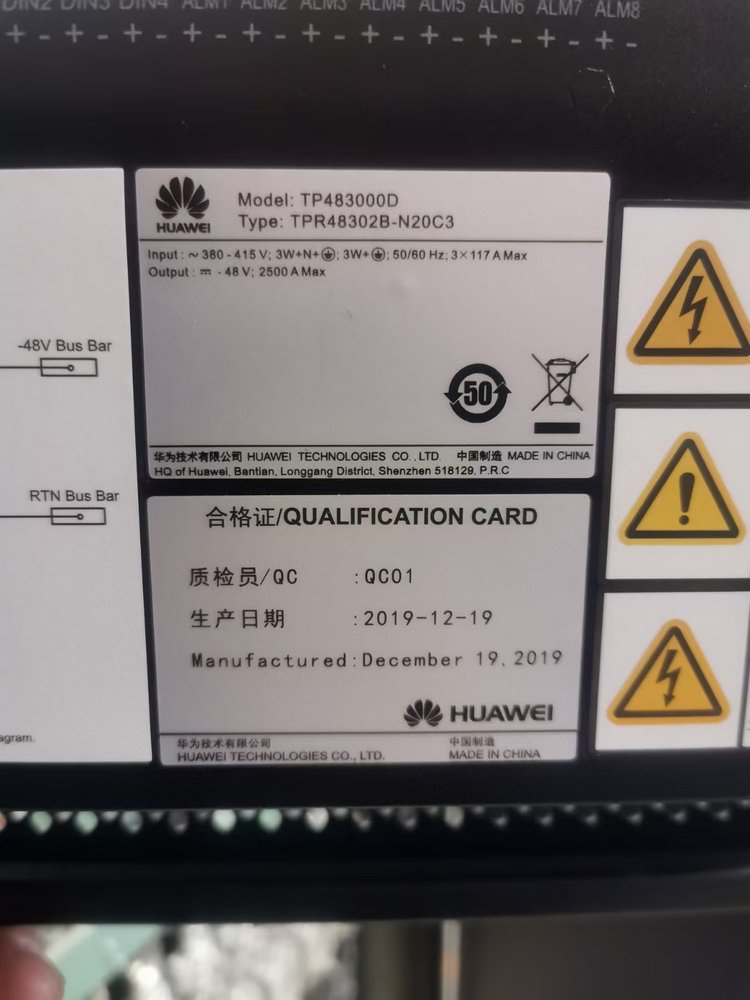 DIN2 DIN3 DIN4 ALM1 ALM2 ALM3 ALM4 ALM5 ALM6 ALM7 ALM8
+ - + - + - + - + - + - + - + - + - + - + -
HUAWEI
Model: TP483000D
Type: TPR48302B-N20C3
Input: ~ 380 - 415 V; 3W+N+⏚; 3W+⏚; 50/60 Hz; 3×117 A Max
Output: ⎓ - 48 V; 2500 A Max
50
华为技术有限公司 HUAWEI TECHNOLOGIES CO., LTD. 中国制造 MADE IN CHINA
HQ of Huawei, Bantian, Longgang District, Shenzhen 518129, P.R.C
-48V Bus Bar
RTN Bus Bar
agram.
合格证/QUALIFICATION CARD
质检员/QC :QC01
生产日期 :2019-12-19
Manufactured:December 19,2019
HUAWEI
华为技术有限公司 中国制造
HUAWEI TECHNOLOGIES CO., LTD. MADE IN CHINA